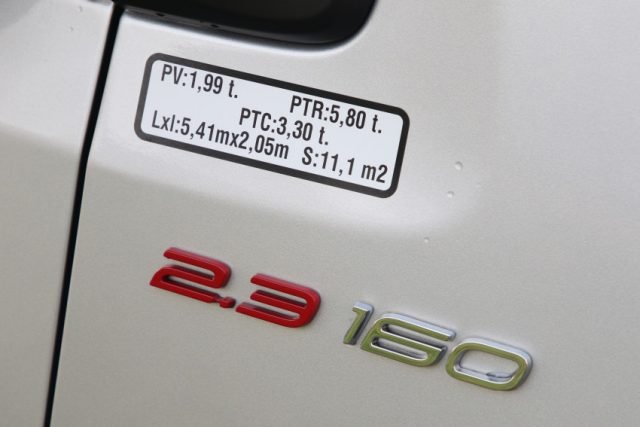 PV:1,99 t.
PTR:5,80 t.
PTC:3,30 t.
Lxl:5,41mx2,05m S:11,1 m2
2.3 160